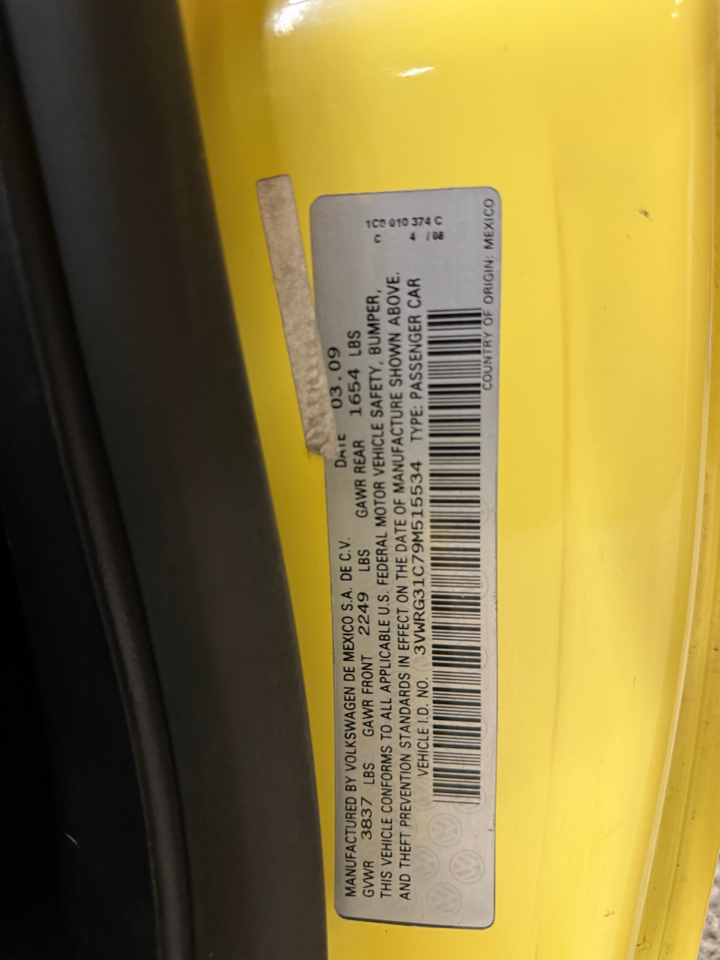 1C0 010 374 C
C 4 /08
MANUFACTURED BY VOLKSWAGEN DE MEXICO S.A. DE C.V. DATE 03.09
GVWR 3837 LBS GAWR FRONT 2249 LBS GAWR REAR 1654 LBS
THIS VEHICLE CONFORMS TO ALL APPLICABLE U.S. FEDERAL MOTOR VEHICLE SAFETY, BUMPER,
AND THEFT PREVENTION STANDARDS IN EFFECT ON THE DATE OF MANUFACTURE SHOWN ABOVE.
VEHICLE I.D. NO. 3VWRG31C79M515534 TYPE: PASSENGER CAR
COUNTRY OF ORIGIN: MEXICO